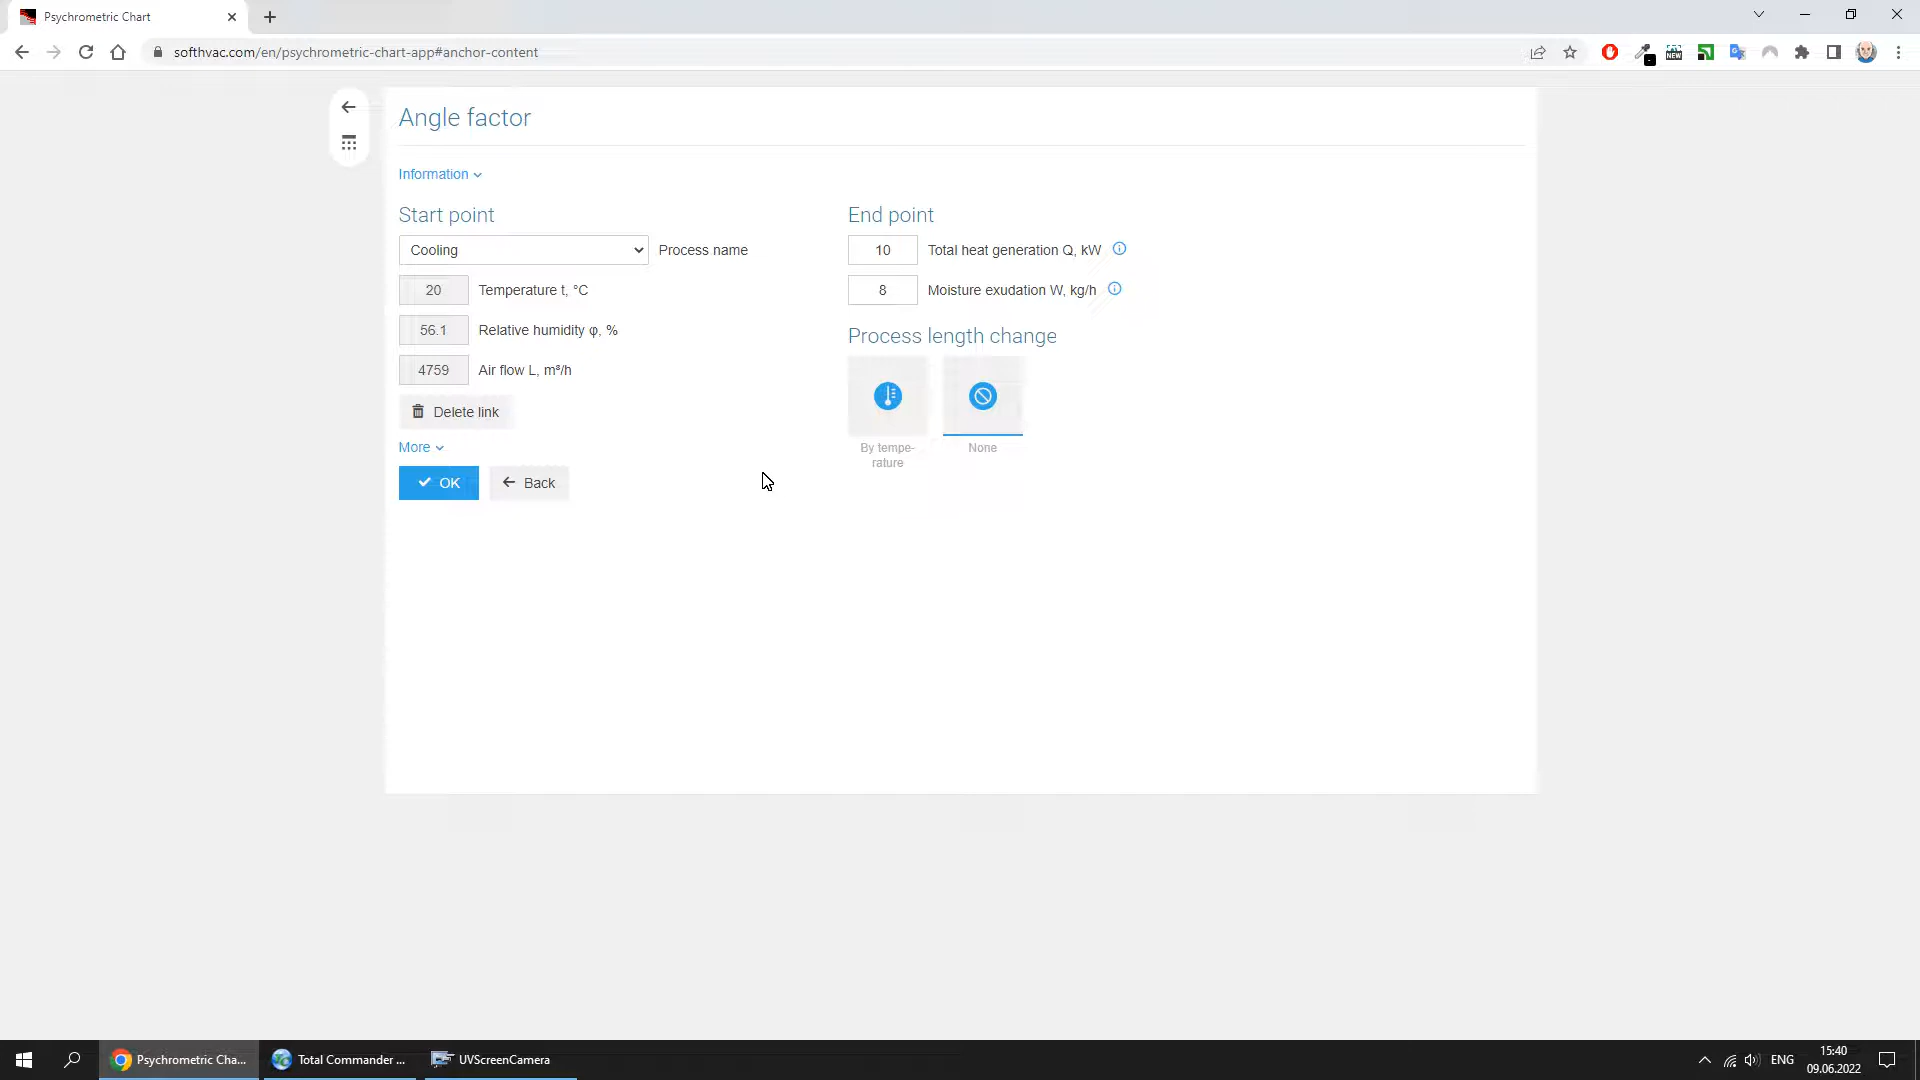 Psychrometric Chart
softhvac.com/en/psychrometric-chart-app#anchor-content
NEW
Angle factor
Information
Start point
Cooling
Process name
20
Temperature t, °C
56.1
Relative humidity φ, %
4759
Air flow L, m³/h
Delete link
More
OK
Back
End point
10
Total heat generation Q, kW
8
Moisture exudation W, kg/h
Process length change
By tempe-
rature
None
Psychrometric Cha...
Total Commander ...
UVScreenCamera
ENG
15:40
09.06.2022